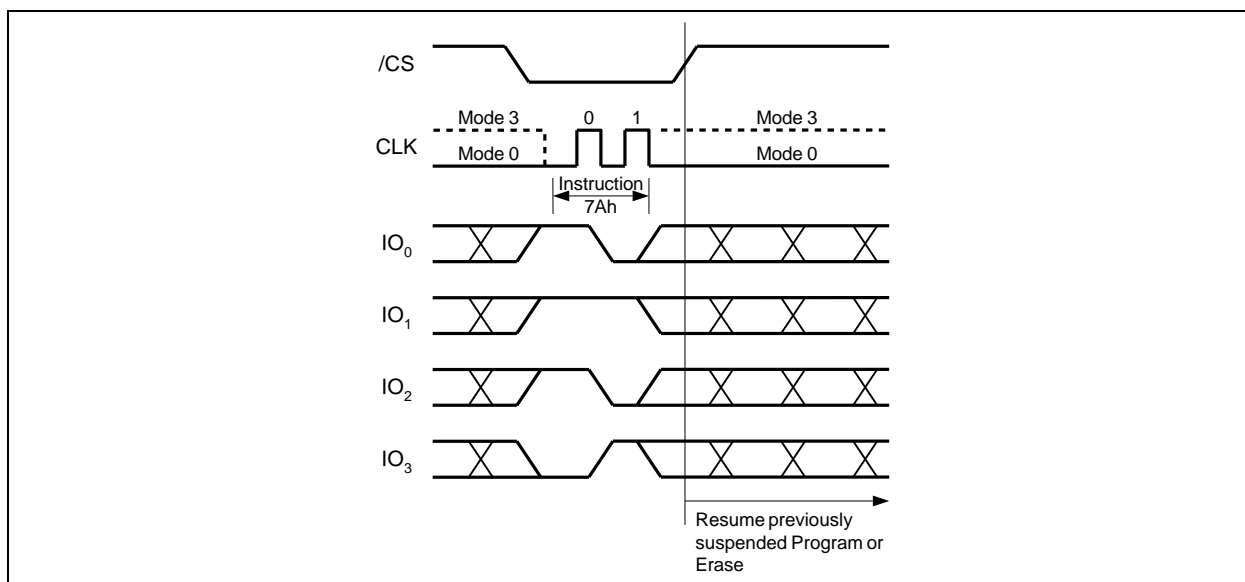 /CS
Mode 3 0 1 Mode 3
CLK
Mode 0 Mode 0
Instruction
7Ah
IO0
IO1
IO2
IO3
Resume previously
suspended Program or
Erase